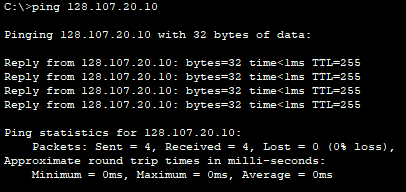 C:\>ping 128.107.20.10
Pinging 128.107.20.10 with 32 bytes of data:
Reply from 128.107.20.10: bytes=32 time<1ms TTL=255
Reply from 128.107.20.10: bytes=32 time<1ms TTL=255
Reply from 128.107.20.10: bytes=32 time<1ms TTL=255
Reply from 128.107.20.10: bytes=32 time<1ms TTL=255
Ping statistics for 128.107.20.10:
    Packets: Sent = 4, Received = 4, Lost = 0 (0% loss),
Approximate round trip times in milli-seconds:
    Minimum = 0ms, Maximum = 0ms, Average = 0ms